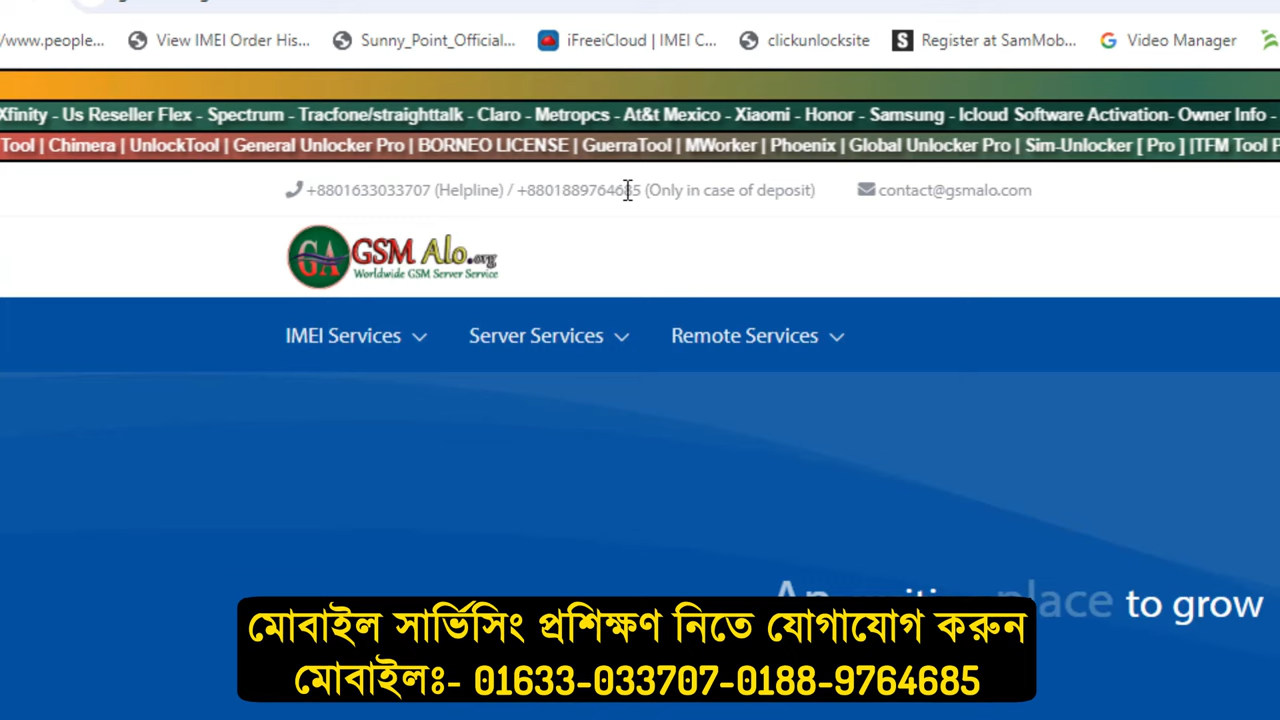 /www.people... View IMEI Order His... Sunny_Point_Official... iFreeiCloud | IMEI C... clickunlocksite S Register at SamMob... G Video Manager
Xfinity - Us Reseller Flex - Spectrum - Tracfone/straighttalk - Claro - Metropcs - At&t Mexico - Xiaomi - Honor - Samsung - Icloud Software Activation- Owner Info -
Tool | Chimera | UnlockTool | General Unlocker Pro | BORNEO LICENSE | GuerraTool | MWorker | Phoenix | Global Unlocker Pro | Sim-Unlocker [ Pro ] |TFM Tool P
+8801633033707 (Helpline) / +8801889764685 (Only in case of deposit) contact@gsmalo.com
GA GSM Alo.org
Worldwide GSM Server Service
IMEI Services Server Services Remote Services
place to grow
মোবাইল সার্ভিসিং প্রশিক্ষণ নিতে যোগাযোগ করুন
মোবাইলঃ- 01633-033707-0188-9764685